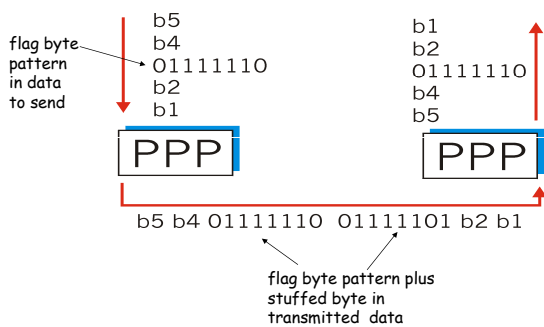 b5
b4
01111110
b2
b1
flag byte
pattern
in data
to send
b1
b2
01111110
b4
b5
PPP
PPP
b5 b4 01111110 01111101 b2 b1
flag byte pattern plus
stuffed byte in
transmitted data